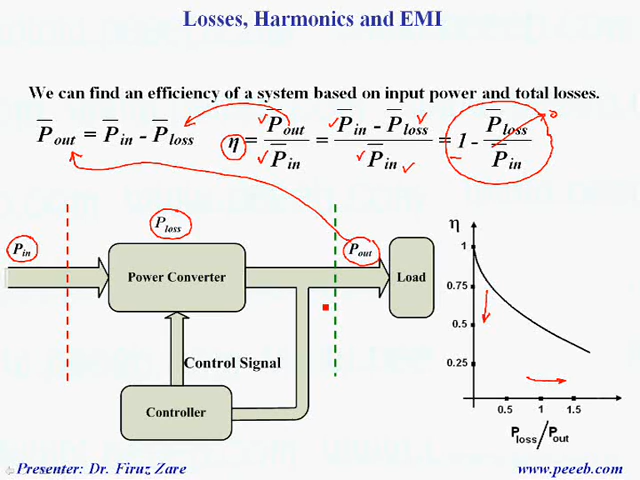 Losses, Harmonics and EMI
We can find an efficiency of a system based on input power and total losses.
P̅out = P̅in - P̅loss
η = P̅out / P̅in = (P̅in - P̅loss) / P̅in = 1 - P̅loss / P̅in
0
Ploss
Pin
Pout
Power Converter
Load
Control Signal
Controller
η
1
0.75
0.5
0.25
0.5 1 1.5
Ploss/Pout
Presenter: Dr. Firuz Zare
www.peeeb.com